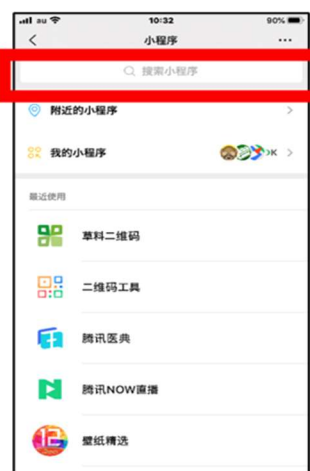 au 10:32 90%
小程序
搜索小程序
附近的小程序
我的小程序
最近使用
草料二维码
二维码工具
腾讯医典
腾讯NOW直播
12
壁纸精选